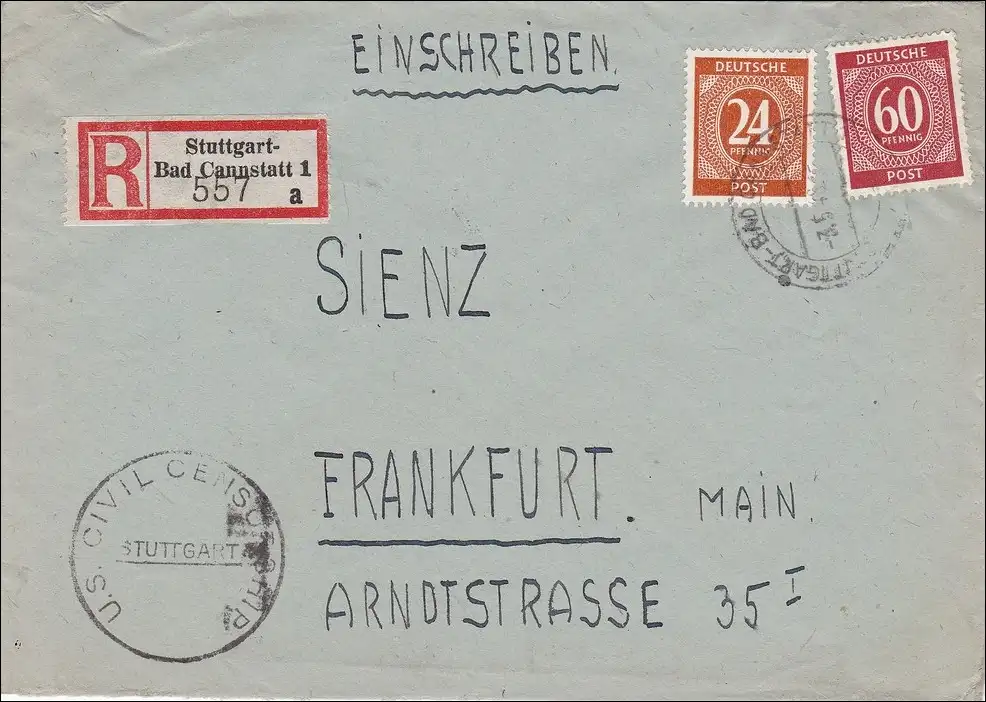 EINSCHREIBEN.
R
Stuttgart-
Bad Cannstatt 1
557 a
DEUTSCHE
24
PFENNIG
POST
DEUTSCHE
60
PFENNIG
POST
SIENZ
FRANKFURT. MAIN.
ARNDTSTRASSE 35 I
U.S. CIVIL CENSORSHIP
STUTTGART